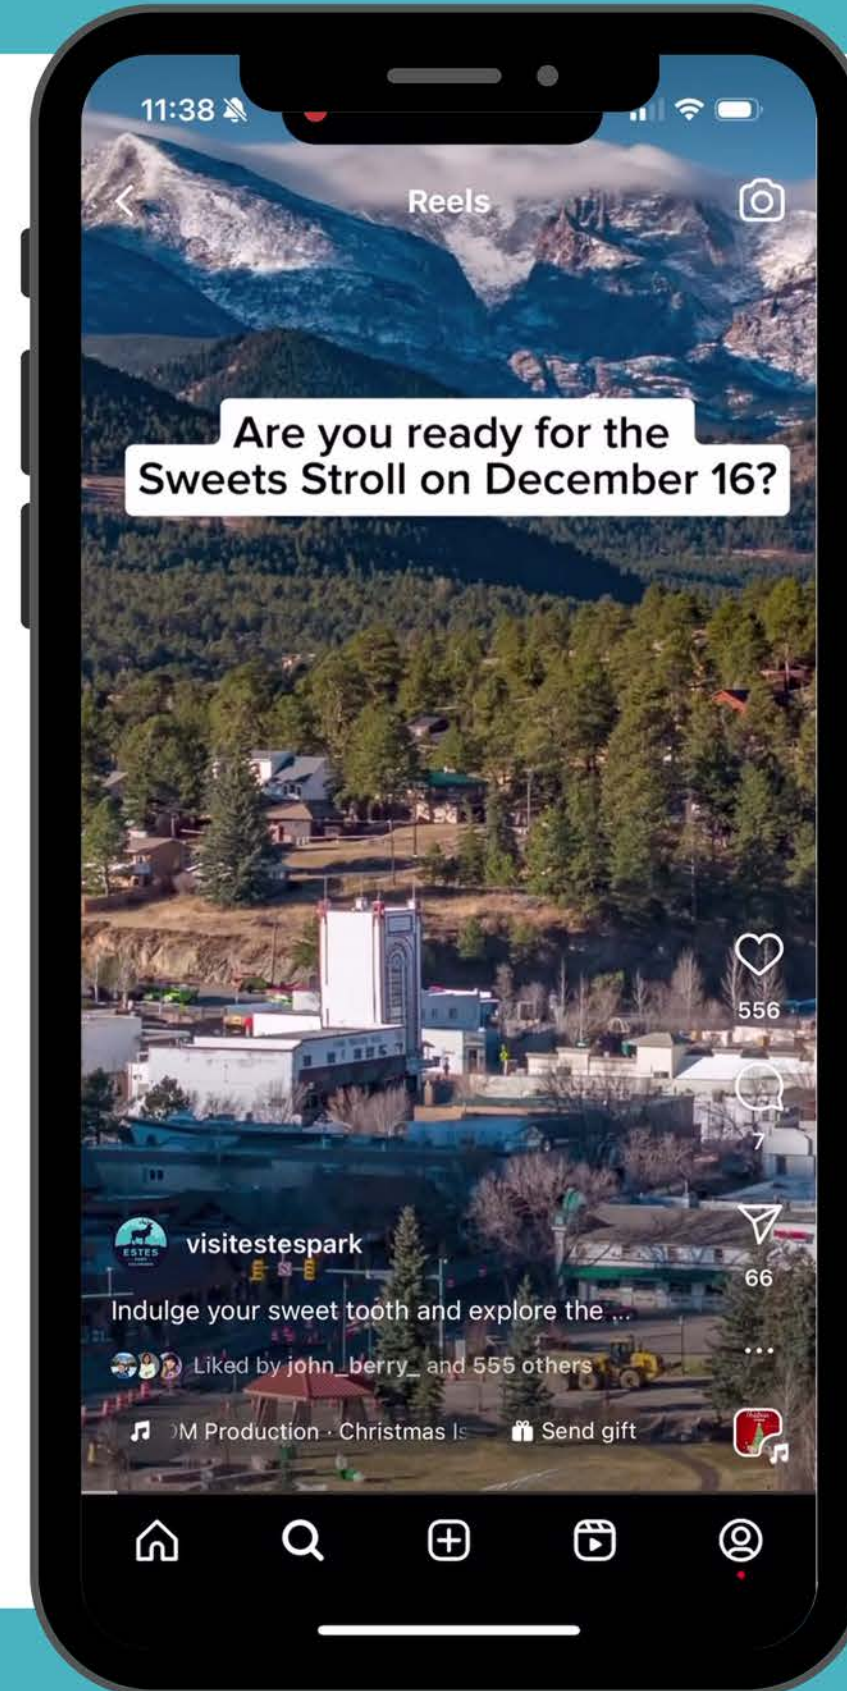 11:38
Reels
Are you ready for the
Sweets Stroll on December 16?
556
7
66
ESTES
visitestespark
Indulge your sweet tooth and explore the ...
Liked by john_berry_ and 555 others
M Production · Christmas Is
Send gift